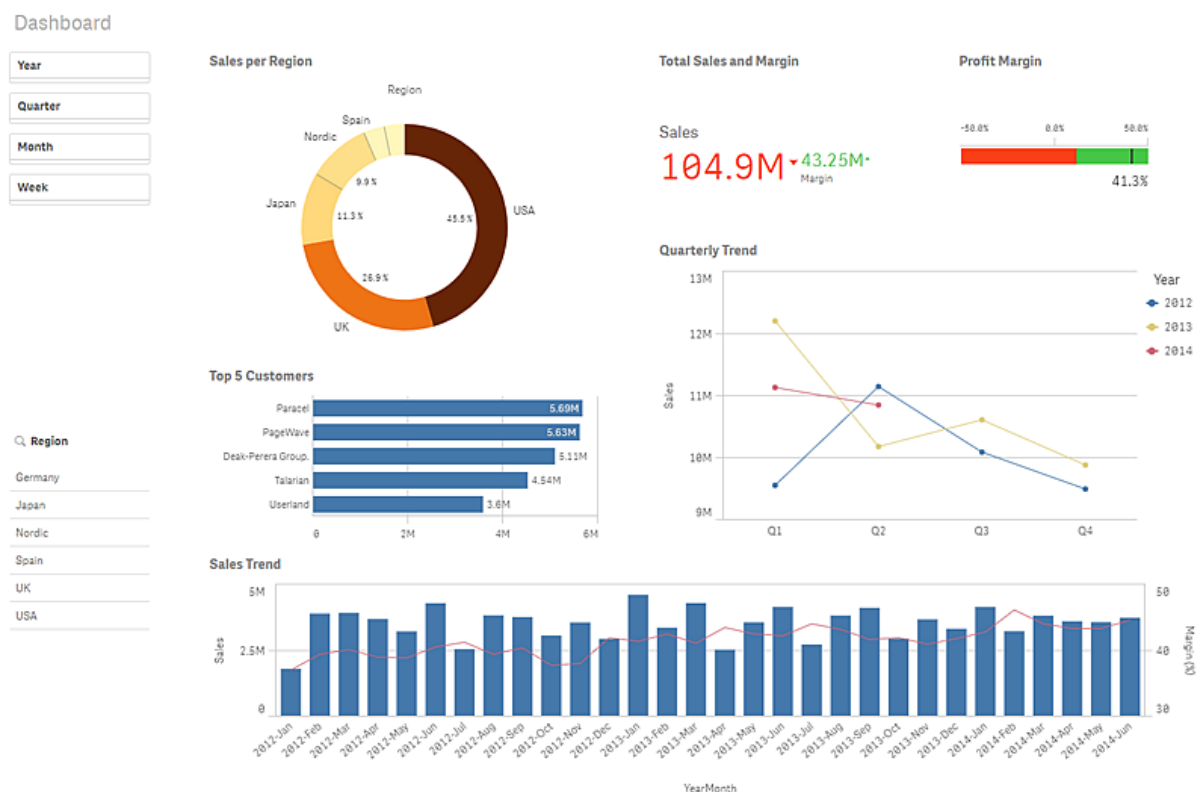 Dashboard
Year
Quarter
Month
Week
Region
Germany
Japan
Nordic
Spain
UK
USA
Sales per Region
Region
Spain
Nordic
Japan
UK
USA
9.9 %
11.3 %
26.9 %
45.5 %
Total Sales and Margin
Sales
104.9M
43.25M
Margin
Profit Margin
-50.0% 0.0% 50.0%
41.3%
Top 5 Customers
Paracel 5.69M
PageWave 5.63M
Deak-Perera Group. 5.11M
Talarian 4.54M
Userland 3.6M
0 2M 4M 6M
Quarterly Trend
Sales
13M
12M
11M
10M
9M
Q1 Q2 Q3 Q4
Year
2012
2013
2014
Sales Trend
Sales
5M
2.5M
0
50
40
30
Margin (%)
2012-Jan 2012-Feb 2012-Mar 2012-Apr 2012-May 2012-Jun 2012-Jul 2012-Aug 2012-Sep 2012-Oct 2012-Nov 2012-Dec 2013-Jan 2013-Feb 2013-Mar 2013-Apr 2013-May 2013-Jun 2013-Jul 2013-Aug 2013-Sep 2013-Oct 2013-Nov 2013-Dec 2014-Jan 2014-Feb 2014-Mar 2014-Apr 2014-May 2014-Jun
YearMonth